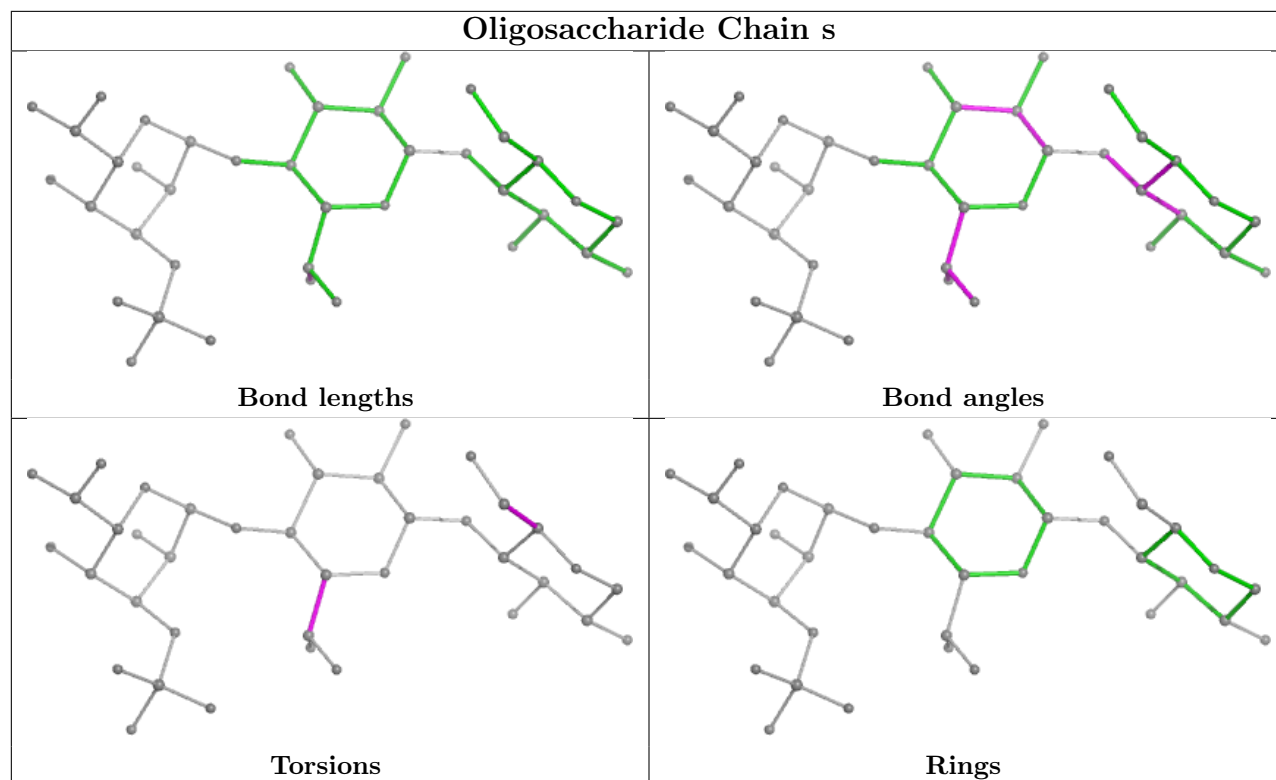 Oligosaccharide Chain s
Bond lengths
Bond angles
Torsions
Rings